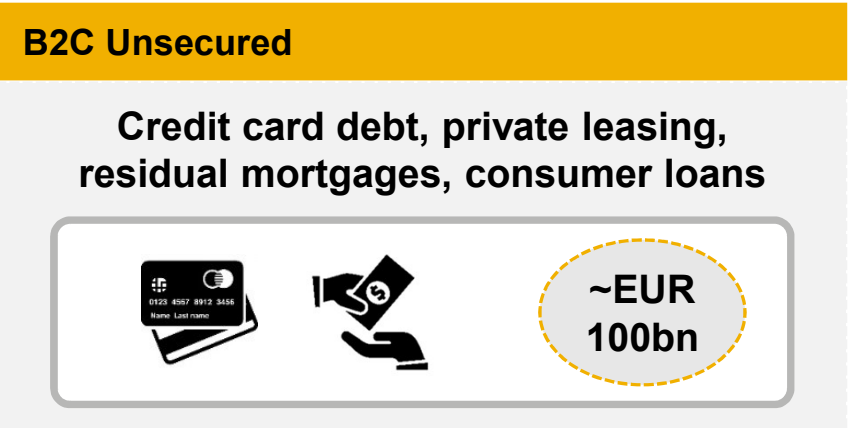 B2C Unsecured
Credit card debt, private leasing,
residual mortgages, consumer loans
0123 4567 8912 3456
Name Last name
~EUR
100bn